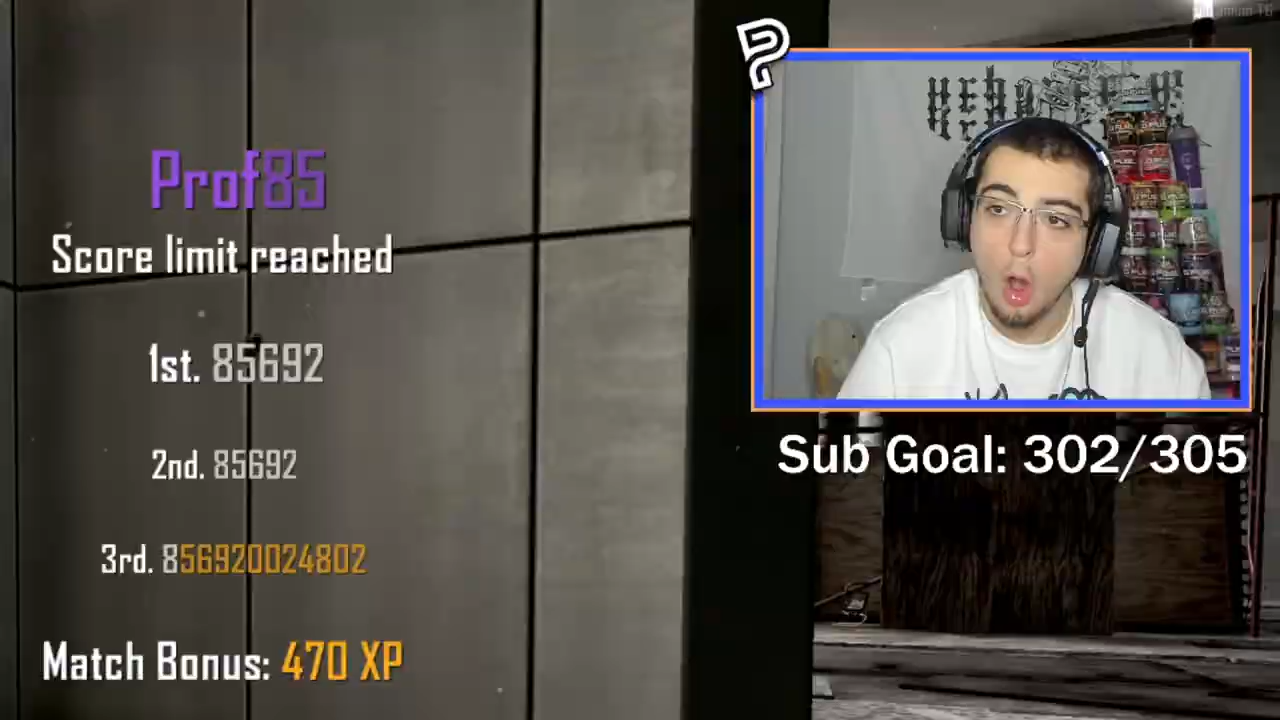 Prof85
Score limit reached
1st. 85692
2nd. 85692
3rd. 856920024802
Match Bonus: 470 XP
Sub Goal: 302/305